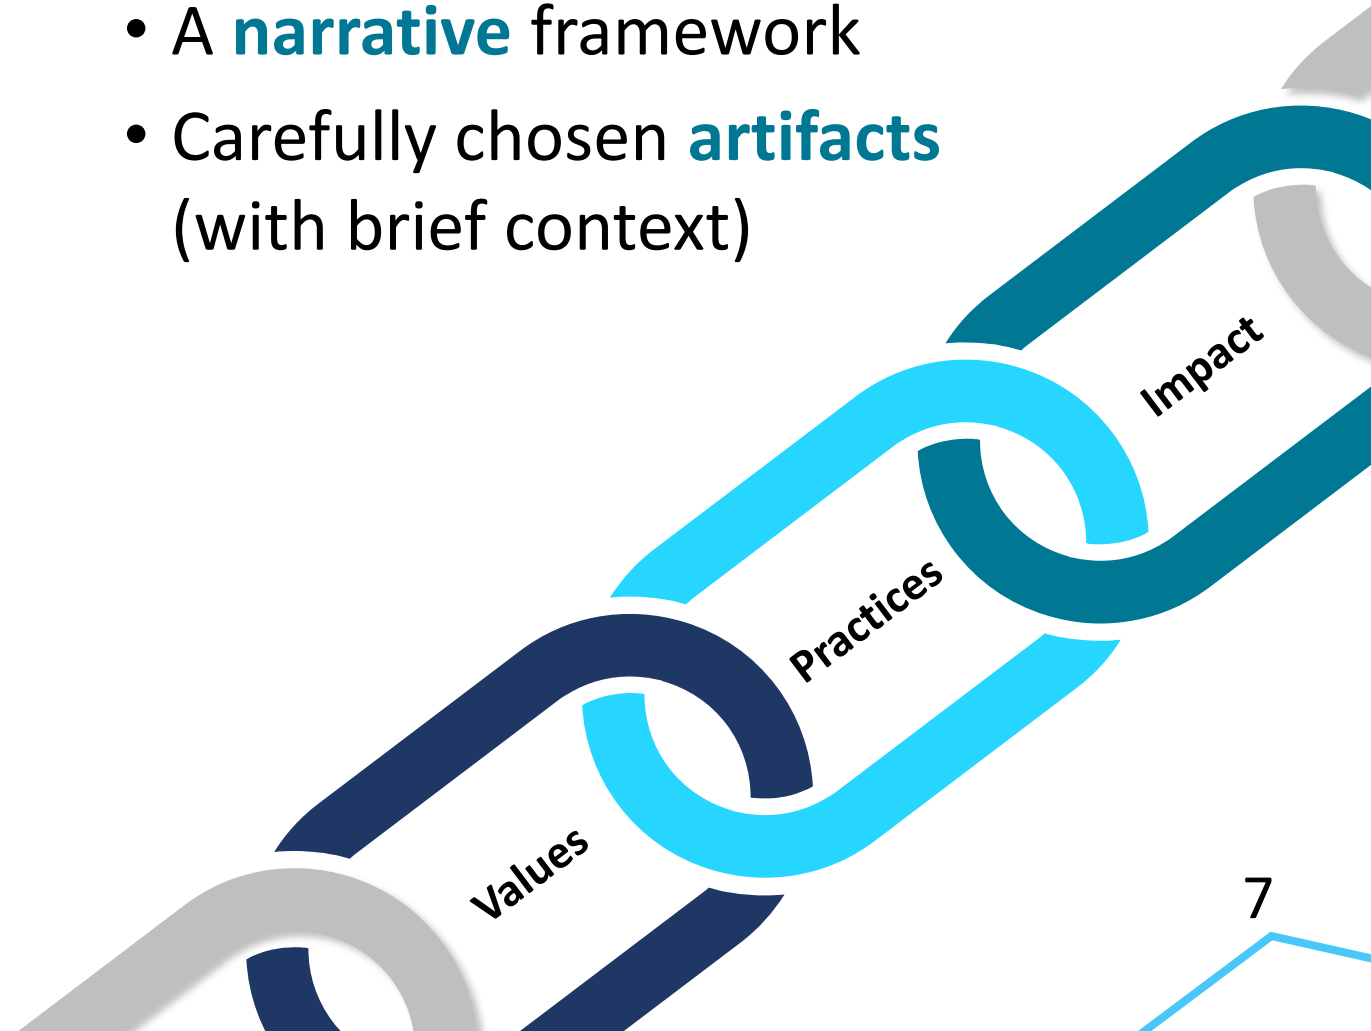 • A narrative framework
• Carefully chosen artifacts
(with brief context)
Impact
Practices
Values
7